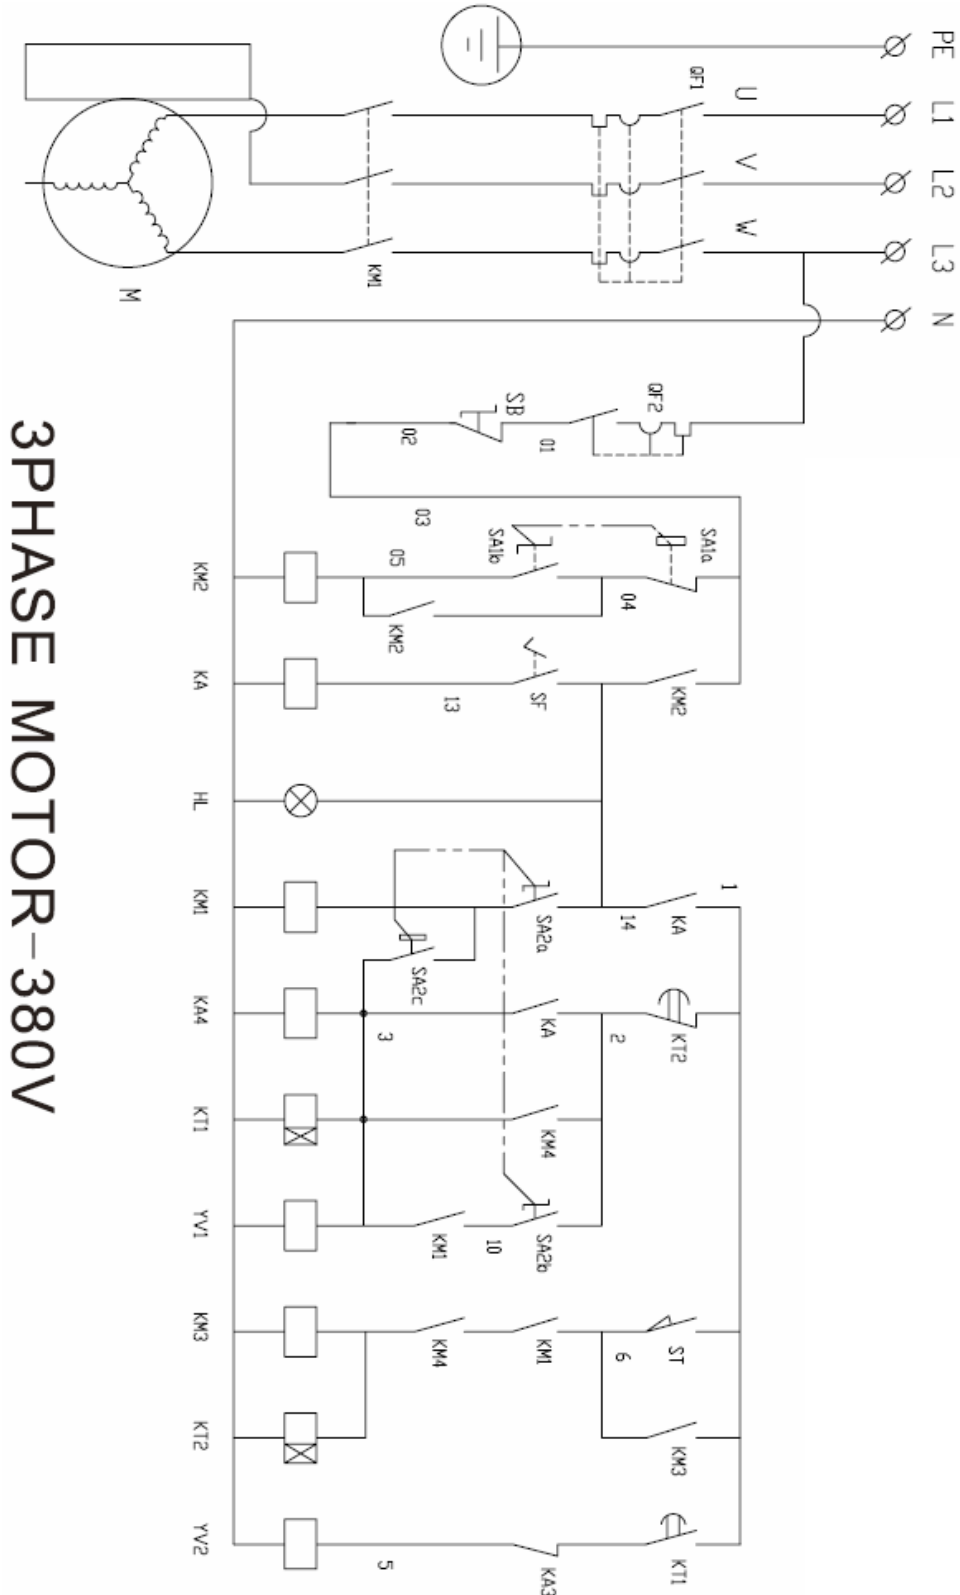 PE
L1
L2
L3
N
QF1
U
V
W
KM1
M
QF2
SB
01
02
03
SA1a
SA1b
04
05
KM2
KM2
KM2
SF
13
KA
HL
1
KA
14
SA2a
SA2c
KM1
KT2
2
KA
3
KA4
KM4
KT1
SA2b
10
KM1
YV1
ST
6
KM1
KM4
KM3
KM3
KT2
KT1
KA3
5
YV2
3PHASE MOTOR-380V